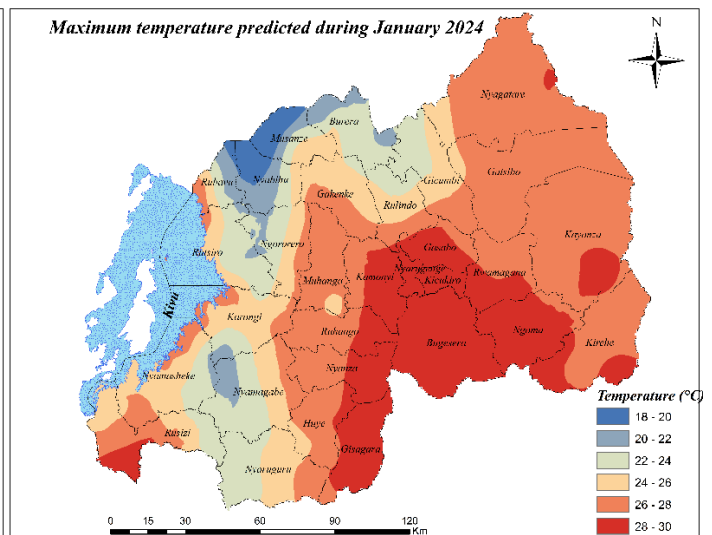 Maximum temperature predicted during January 2024
N
Nyagatare
Burera
Musanze
Gatsibo
Rubavu
Nyabihu
Gicumbi
Gakenke
Rulindo
Kayonza
Rutsiro
Ngororero
Gasabo
Nyarugenge
Rwamagana
Kicukiro
Muhanga
Kamonyi
Kivu
Karongi
Ruhango
Bugesera
Ngoma
Kirehe
Nyamasheke
Nyanza
Nyamagabe
Huye
Rusizi
Gisagara
Nyaruguru
Temperature (°C)
18 - 20
20 - 22
22 - 24
24 - 26
26 - 28
28 - 30
0 15 30 60 90 120
Km